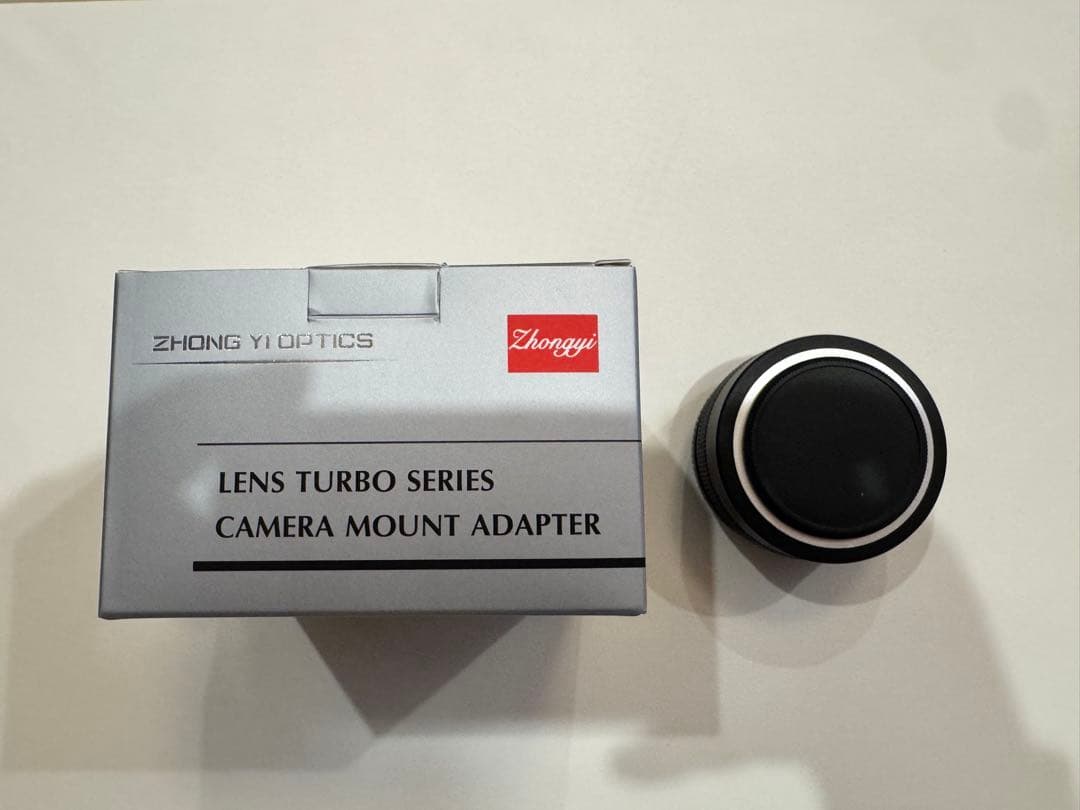 ZHONG YI OPTICS
Zhongyi
LENS TURBO SERIES
CAMERA MOUNT ADAPTER